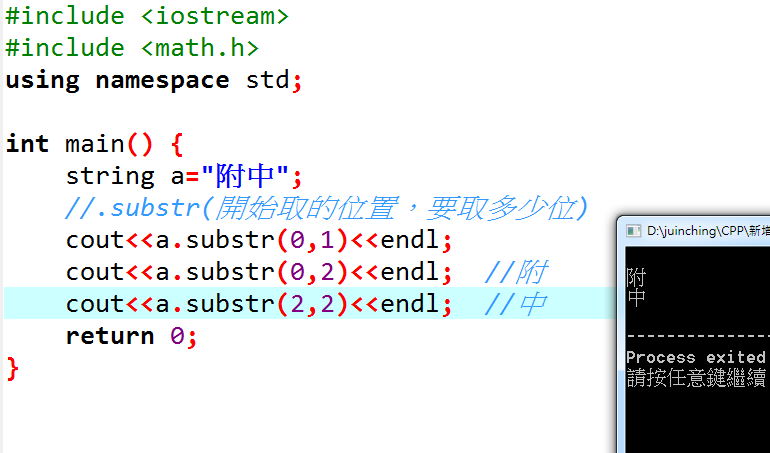 #include <iostream>
#include <math.h>
using namespace std;
int main() {
string a="附中";
//.substr(開始取的位置，要取多少位)
cout<<a.substr(0,1)<<endl;
cout<<a.substr(0,2)<<endl; //附
cout<<a.substr(2,2)<<endl; //中
return 0;
}
D:\juinching\CPP\新增
附
中
--------------
Process exited
請按任意鍵繼續